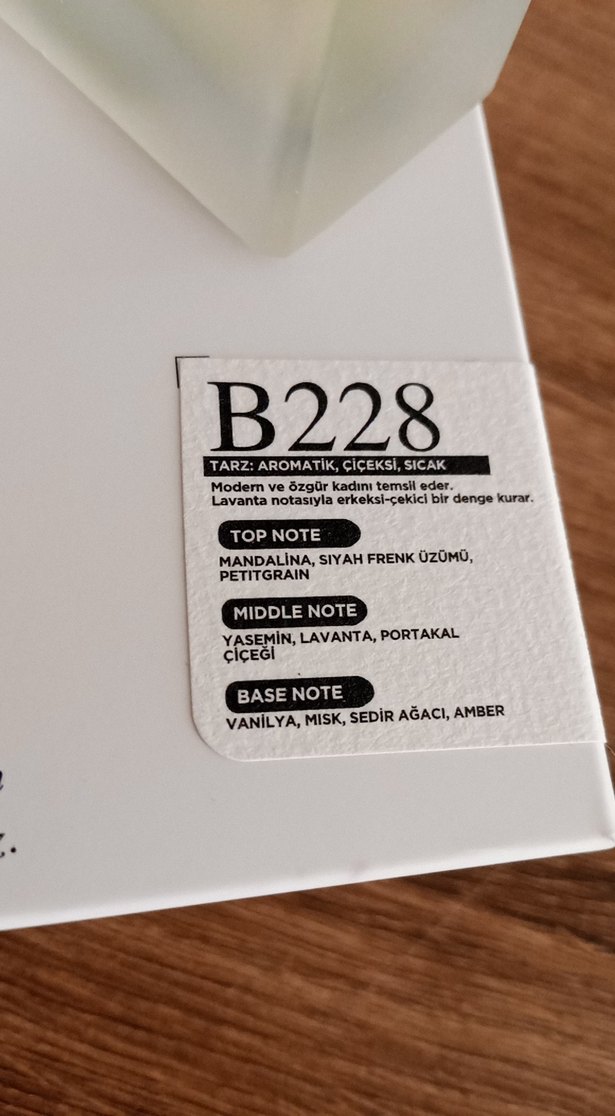 B228
TARZ: AROMATİK, ÇİÇEKSİ, SICAK
Modern ve özgür kadını temsil eder.
Lavanta notasıyla erkeksi-çekici bir denge kurar.
TOP NOTE
MANDALİNA, SIYAH FRENK ÜZÜMÜ,
PETITGRAIN
MIDDLE NOTE
YASEMİN, LAVANTA, PORTAKAL
ÇİÇEĞİ
BASE NOTE
VANİLYA, MISK, SEDİR AĞACI, AMBER